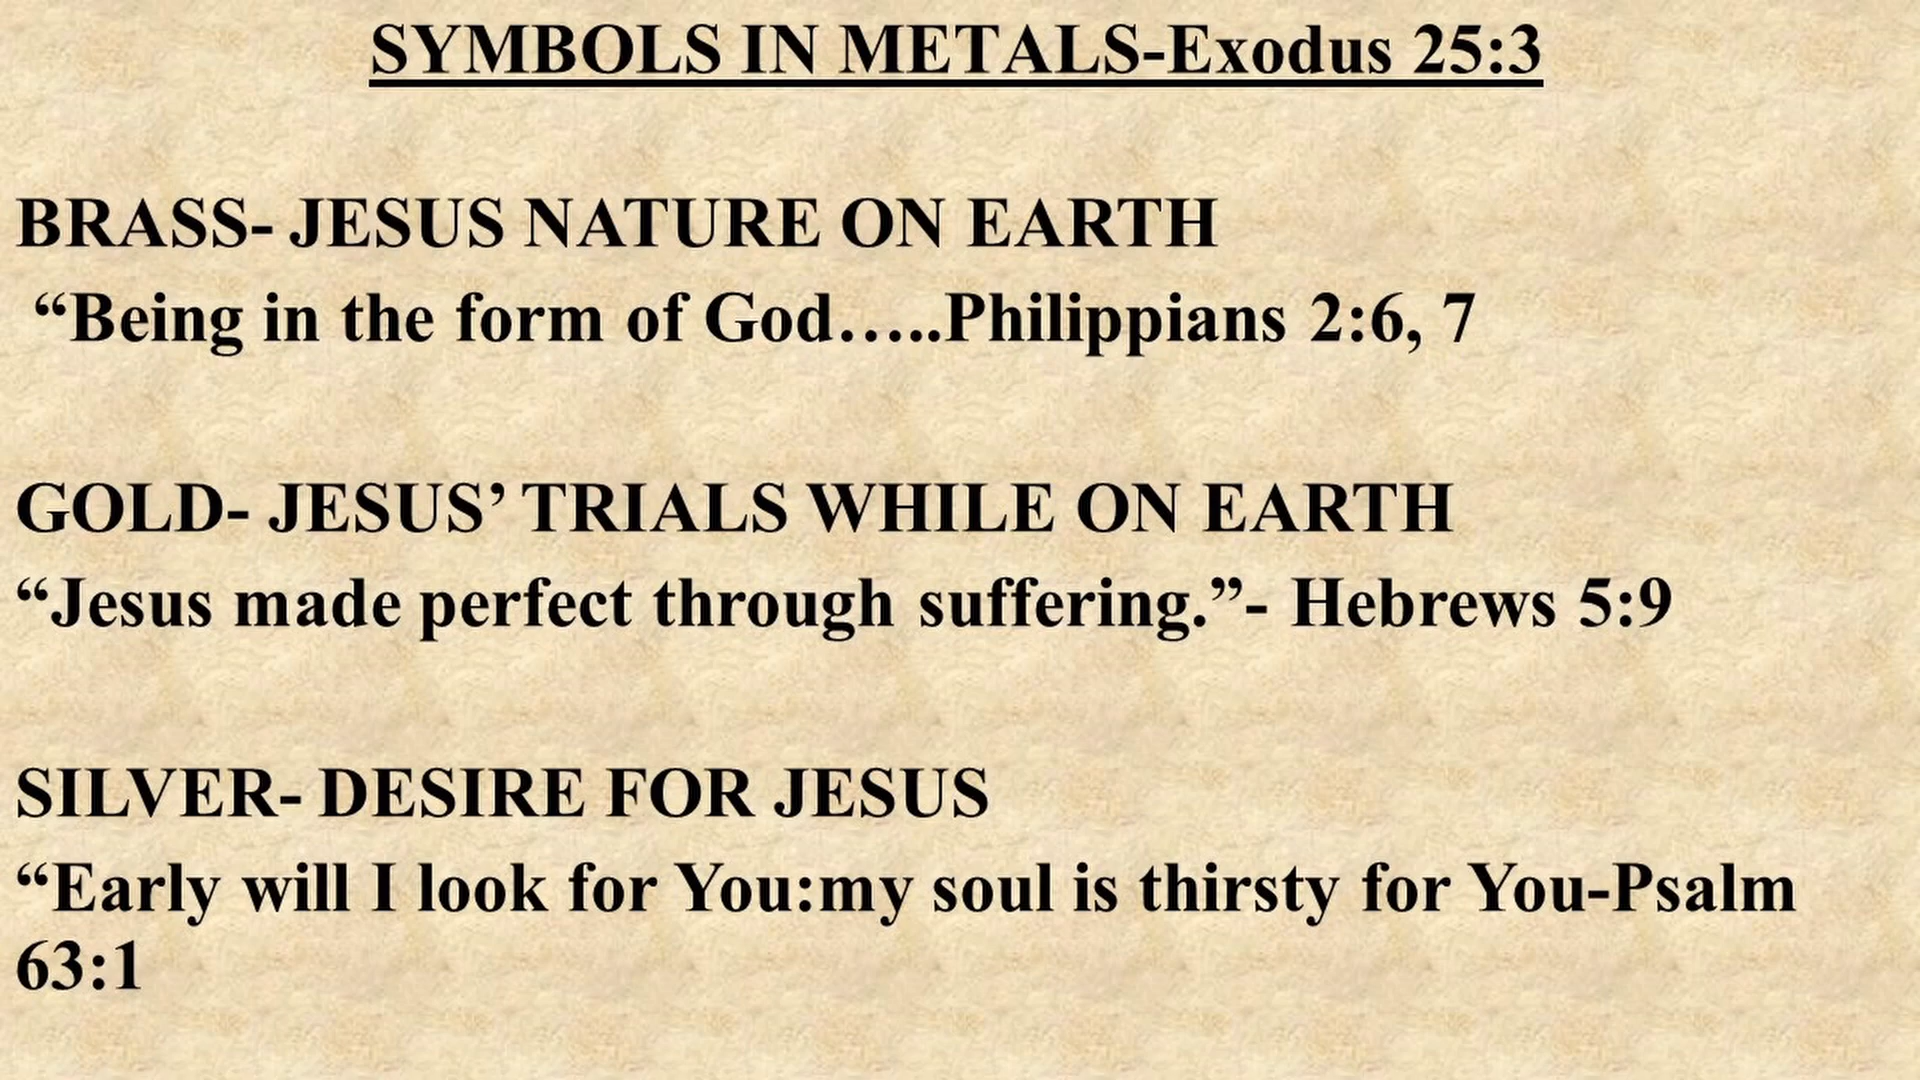 SYMBOLS IN METALS-Exodus 25:3
BRASS- JESUS NATURE ON EARTH
“Being in the form of God…..Philippians 2:6, 7
GOLD- JESUS’ TRIALS WHILE ON EARTH
“Jesus made perfect through suffering.”- Hebrews 5:9
SILVER- DESIRE FOR JESUS
“Early will I look for You:my soul is thirsty for You-Psalm
63:1